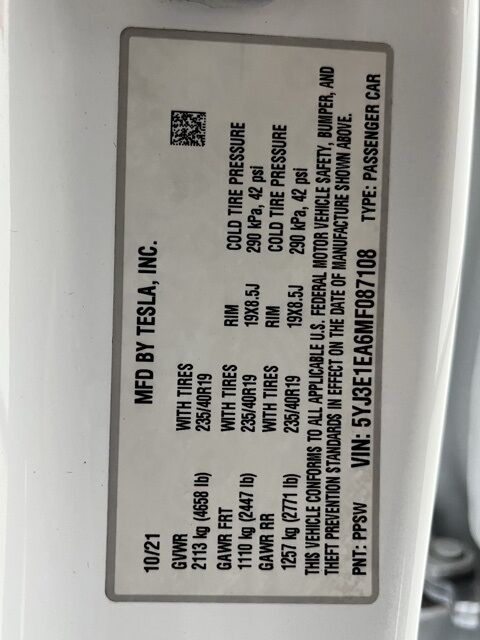 MFD BY TESLA, INC.
10/21
GVWR WITH TIRES
2113 kg (4658 lb) 235/40R19
GAWR FRT WITH TIRES RIM COLD TIRE PRESSURE
1110 kg (2447 lb) 235/40R19 19X8.5J 290 kPa, 42 psi
GAWR RR WITH TIRES RIM COLD TIRE PRESSURE
1257 kg (2771 lb) 235/40R19 19X8.5J 290 kPa, 42 psi
THIS VEHICLE CONFORMS TO ALL APPLICABLE U.S. FEDERAL MOTOR VEHICLE SAFETY, BUMPER, AND
THEFT PREVENTION STANDARDS IN EFFECT ON THE DATE OF MANUFACTURE SHOWN ABOVE.
PNT: PPSW VIN: 5YJ3E1EA6MF087108 TYPE: PASSENGER CAR